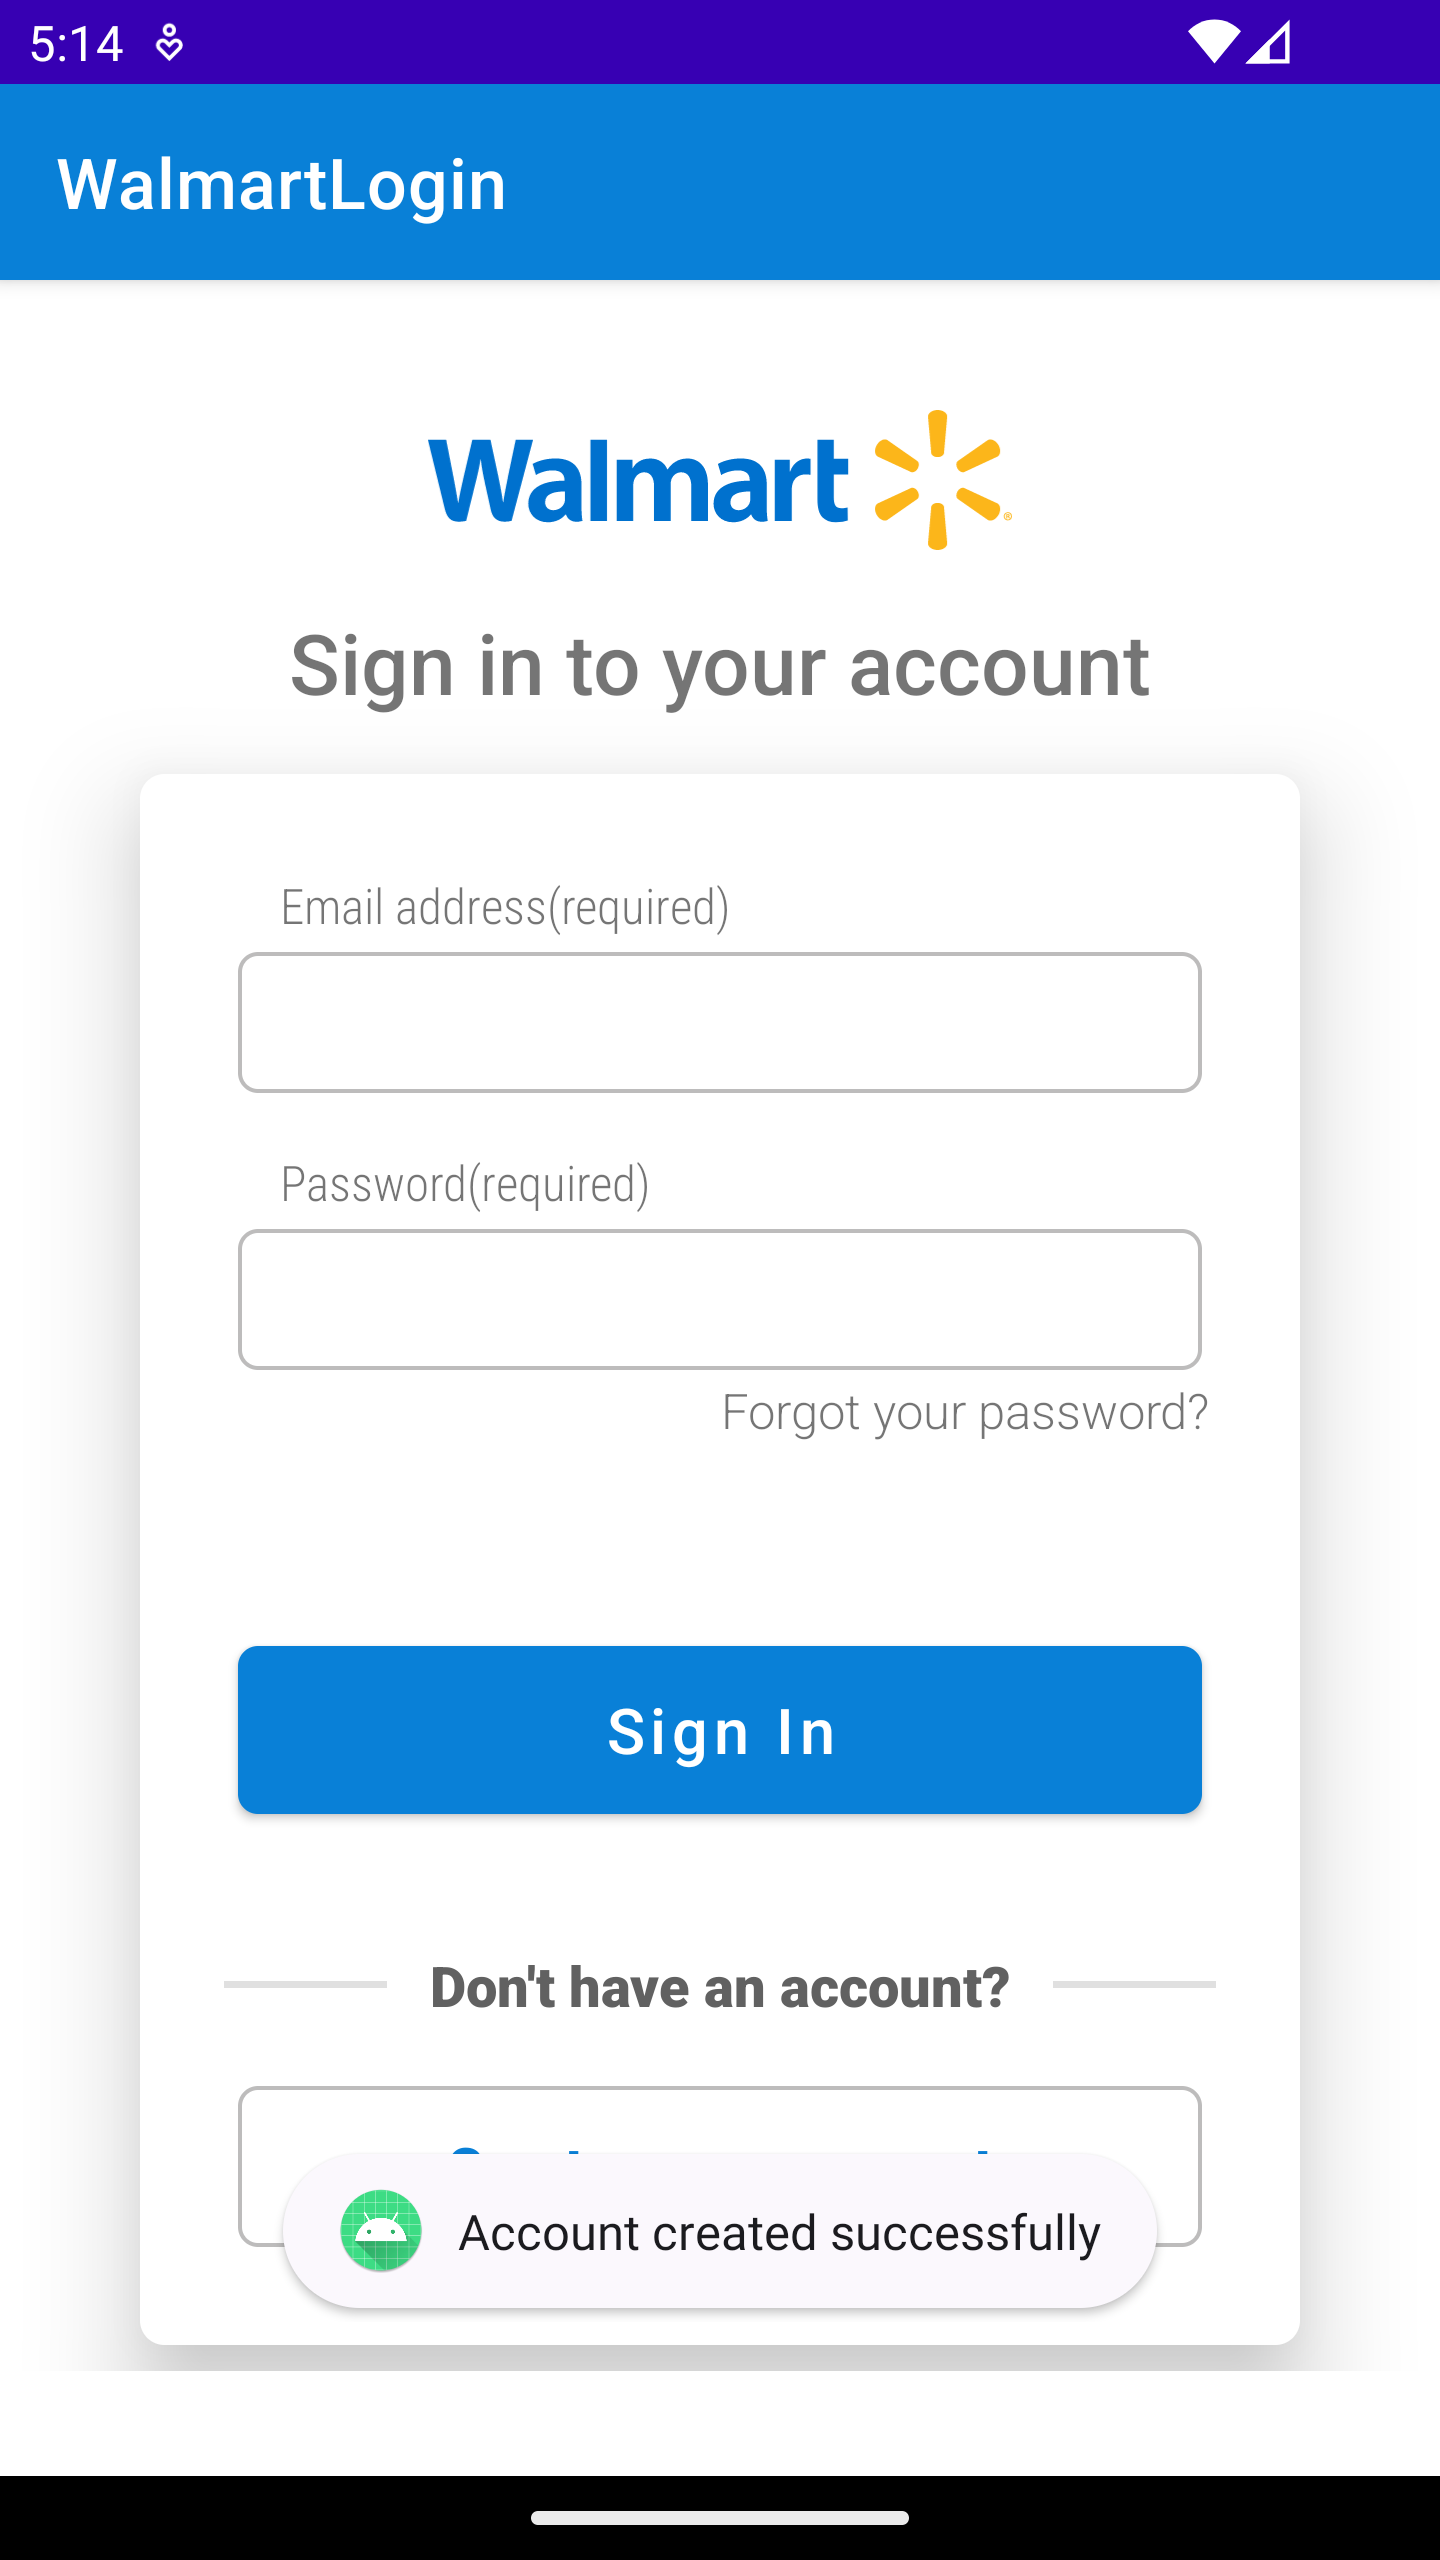 5:14
WalmartLogin
Walmart
Sign in to your account
Email address(required)
Password(required)
Forgot your password?
Sign In
Don't have an account?
Account created successfully